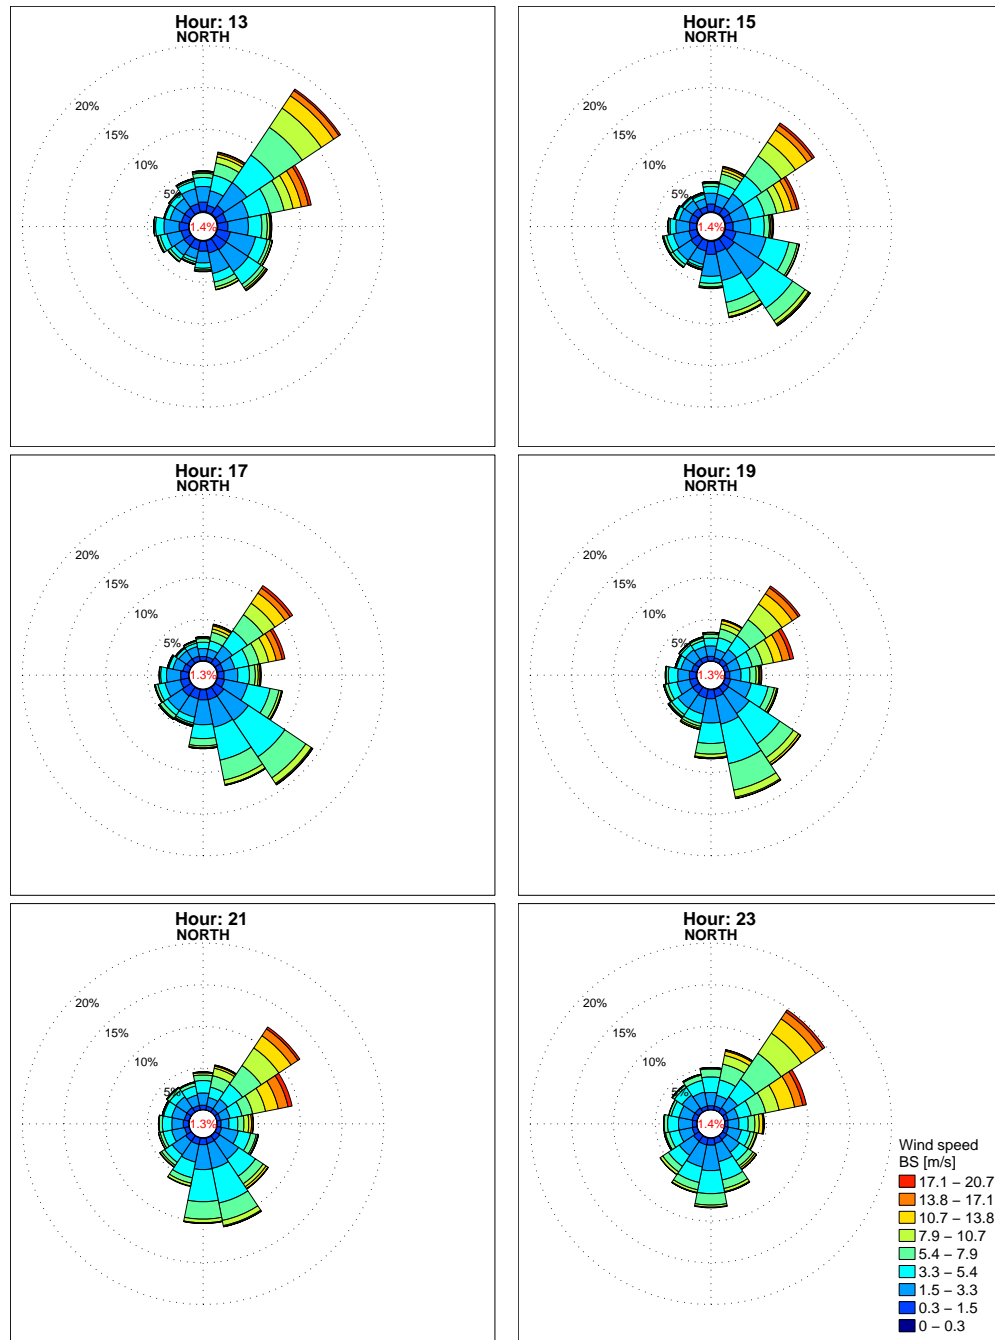 Hour: 13
NORTH
20%
15%
10%
5%
1.4%
Hour: 15
NORTH
20%
15%
10%
5%
1.4%
Hour: 17
NORTH
20%
15%
10%
5%
1.3%
Hour: 19
NORTH
20%
15%
10%
5%
1.3%
Hour: 21
NORTH
20%
15%
10%
5%
1.3%
Hour: 23
NORTH
20%
15%
10%
5%
1.4%
Wind speed
BS [m/s]
17.1 – 20.7
13.8 – 17.1
10.7 – 13.8
7.9 – 10.7
5.4 – 7.9
3.3 – 5.4
1.5 – 3.3
0.3 – 1.5
0 – 0.3